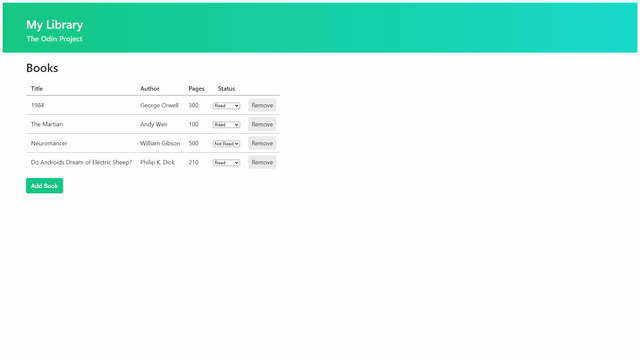 My Library
The Odin Project
Books
Title Author Pages Status
1984 George Orwell 300 Read Remove
The Martian Andy Weir 100 Read Remove
Neuromancer William Gibson 500 Not Read Remove
Do Androids Dream of Electric Sheep? Philip K. Dick 210 Read Remove
Add Book